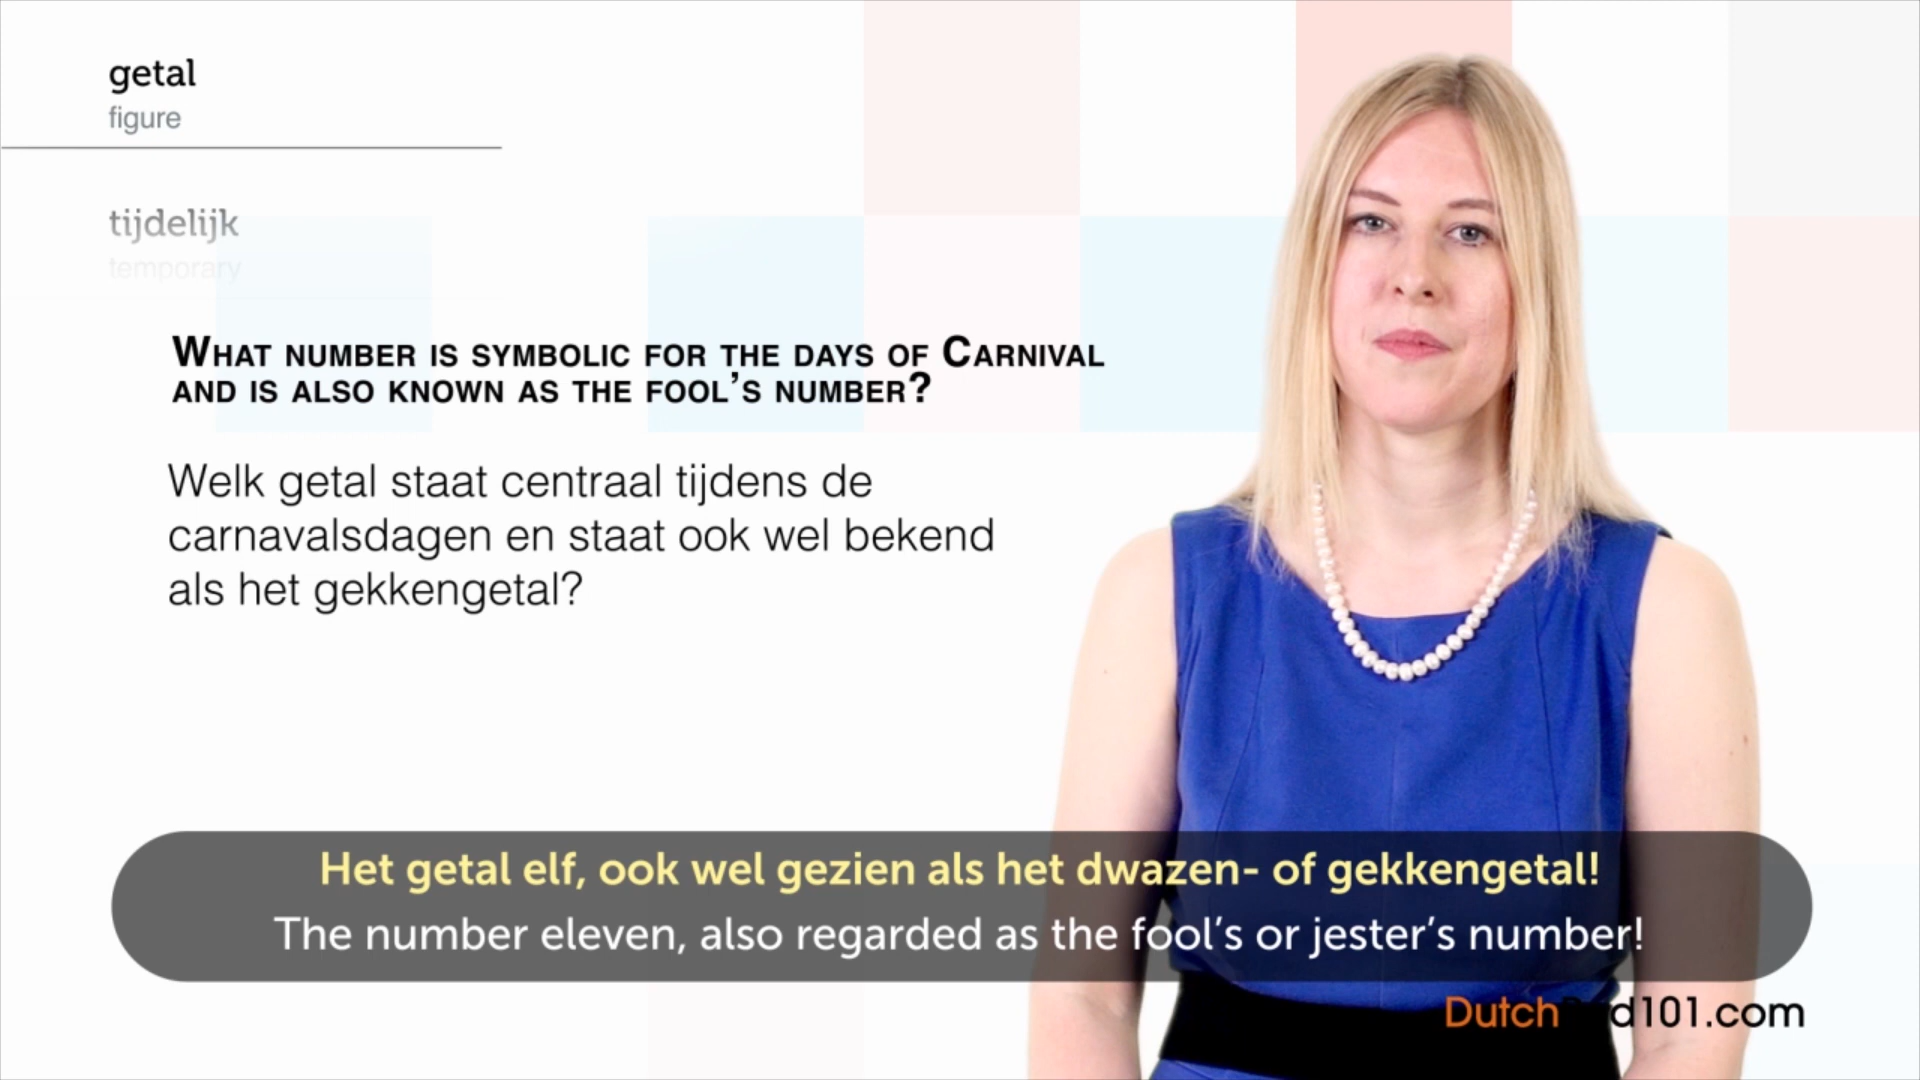 getal
figure
tijdelijk
temporary
What number is symbolic for the days of Carnival
and is also known as the fool's number?
Welk getal staat centraal tijdens de
carnavalsdagen en staat ook wel bekend
als het gekkengetal?
Het getal elf, ook wel gezien als het dwazen- of gekkengetal!
The number eleven, also regarded as the fool's or jester's number!
Dutch d101.com